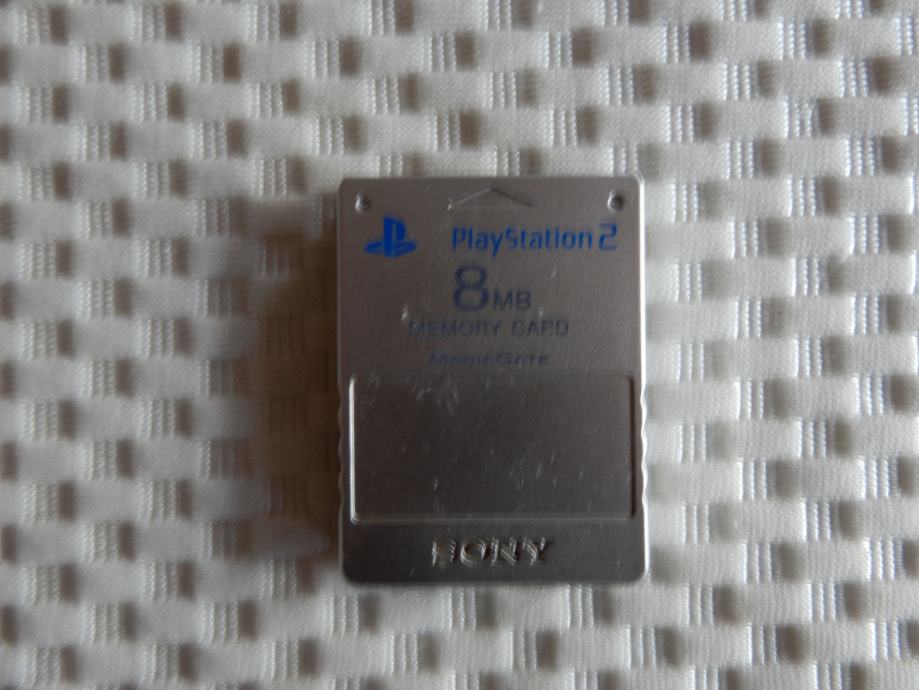 PlayStation 2
8MB
MEMORY CARD
MagicGate
SONY